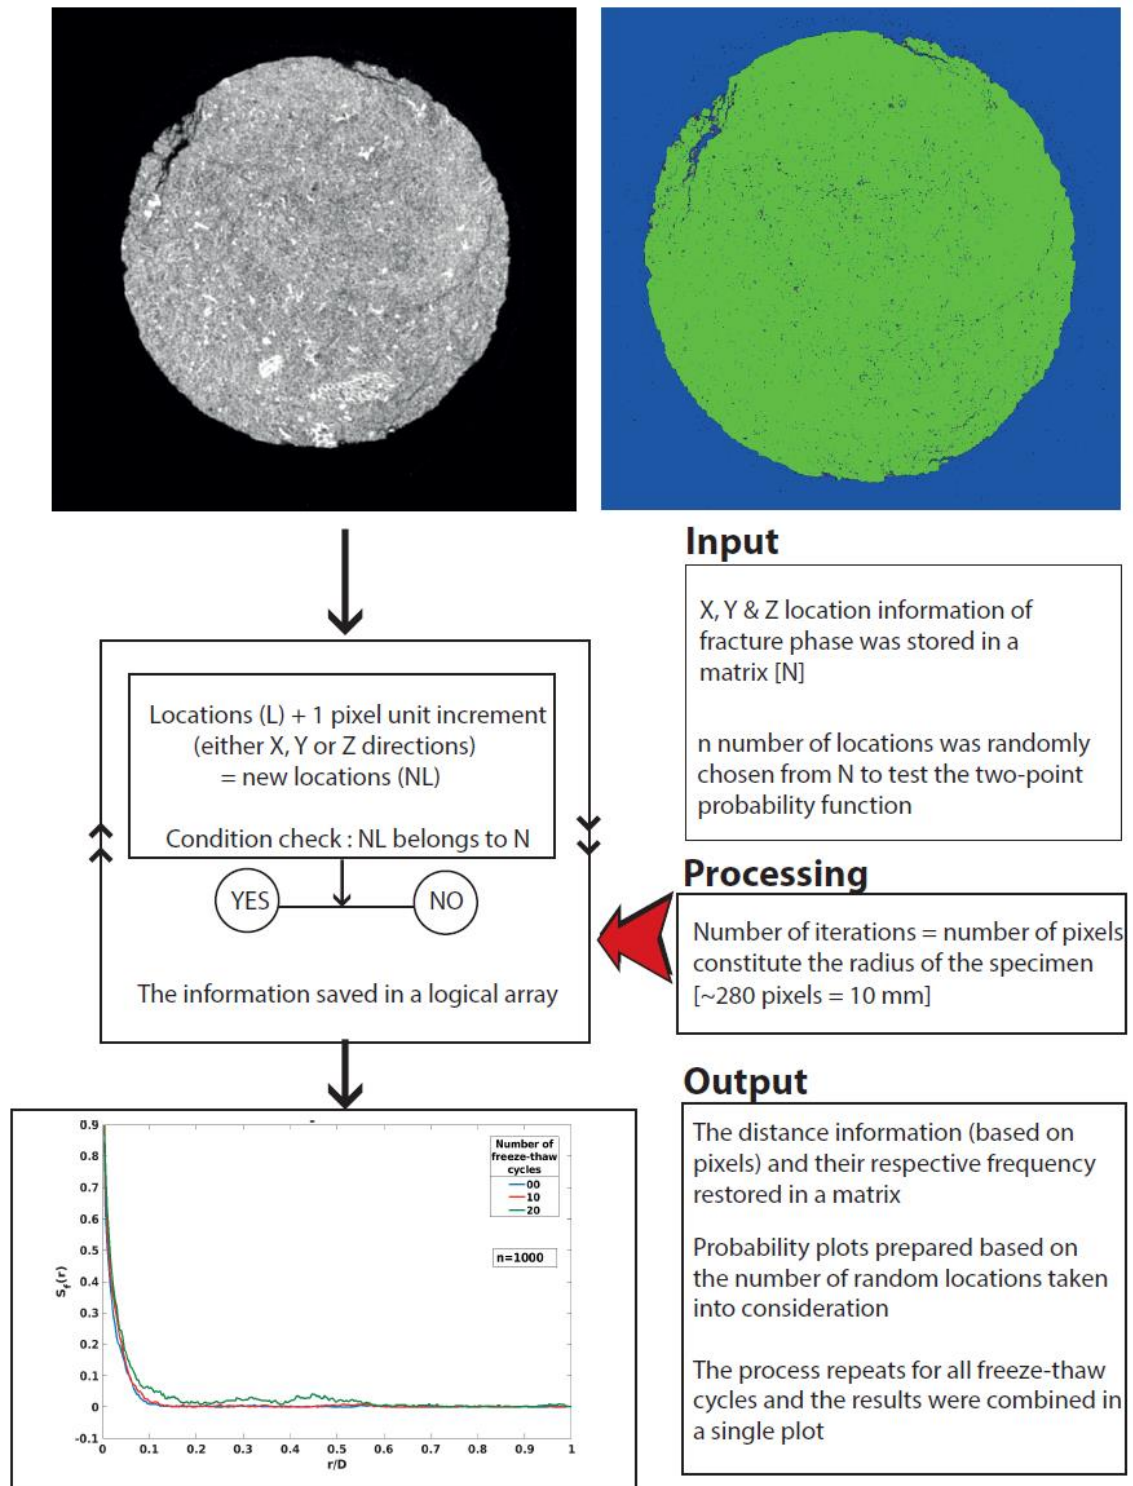 Input
X, Y & Z location information of
fracture phase was stored in a
matrix [N]
n number of locations was randomly
chosen from N to test the two-point
probability function
Locations (L) + 1 pixel unit increment
(either X, Y or Z directions)
= new locations (NL)
Condition check : NL belongs to N
YES
NO
The information saved in a logical array
Processing
Number of iterations = number of pixels
constitute the radius of the specimen
[~280 pixels = 10 mm]
Output
The distance information (based on
pixels) and their respective frequency
restored in a matrix
Probability plots prepared based on
the number of random locations taken
into consideration
The process repeats for all freeze-thaw
cycles and the results were combined in
a single plot
0.9
0.8
0.7
0.6
0.5
0.4
0.3
0.2
0.1
0
-0.1
Sf(r)
Number of
freeze-thaw
cycles
00
10
20
n=1000
0 0.1 0.2 0.3 0.4 0.5 0.6 0.7 0.8 0.9 1
r/D